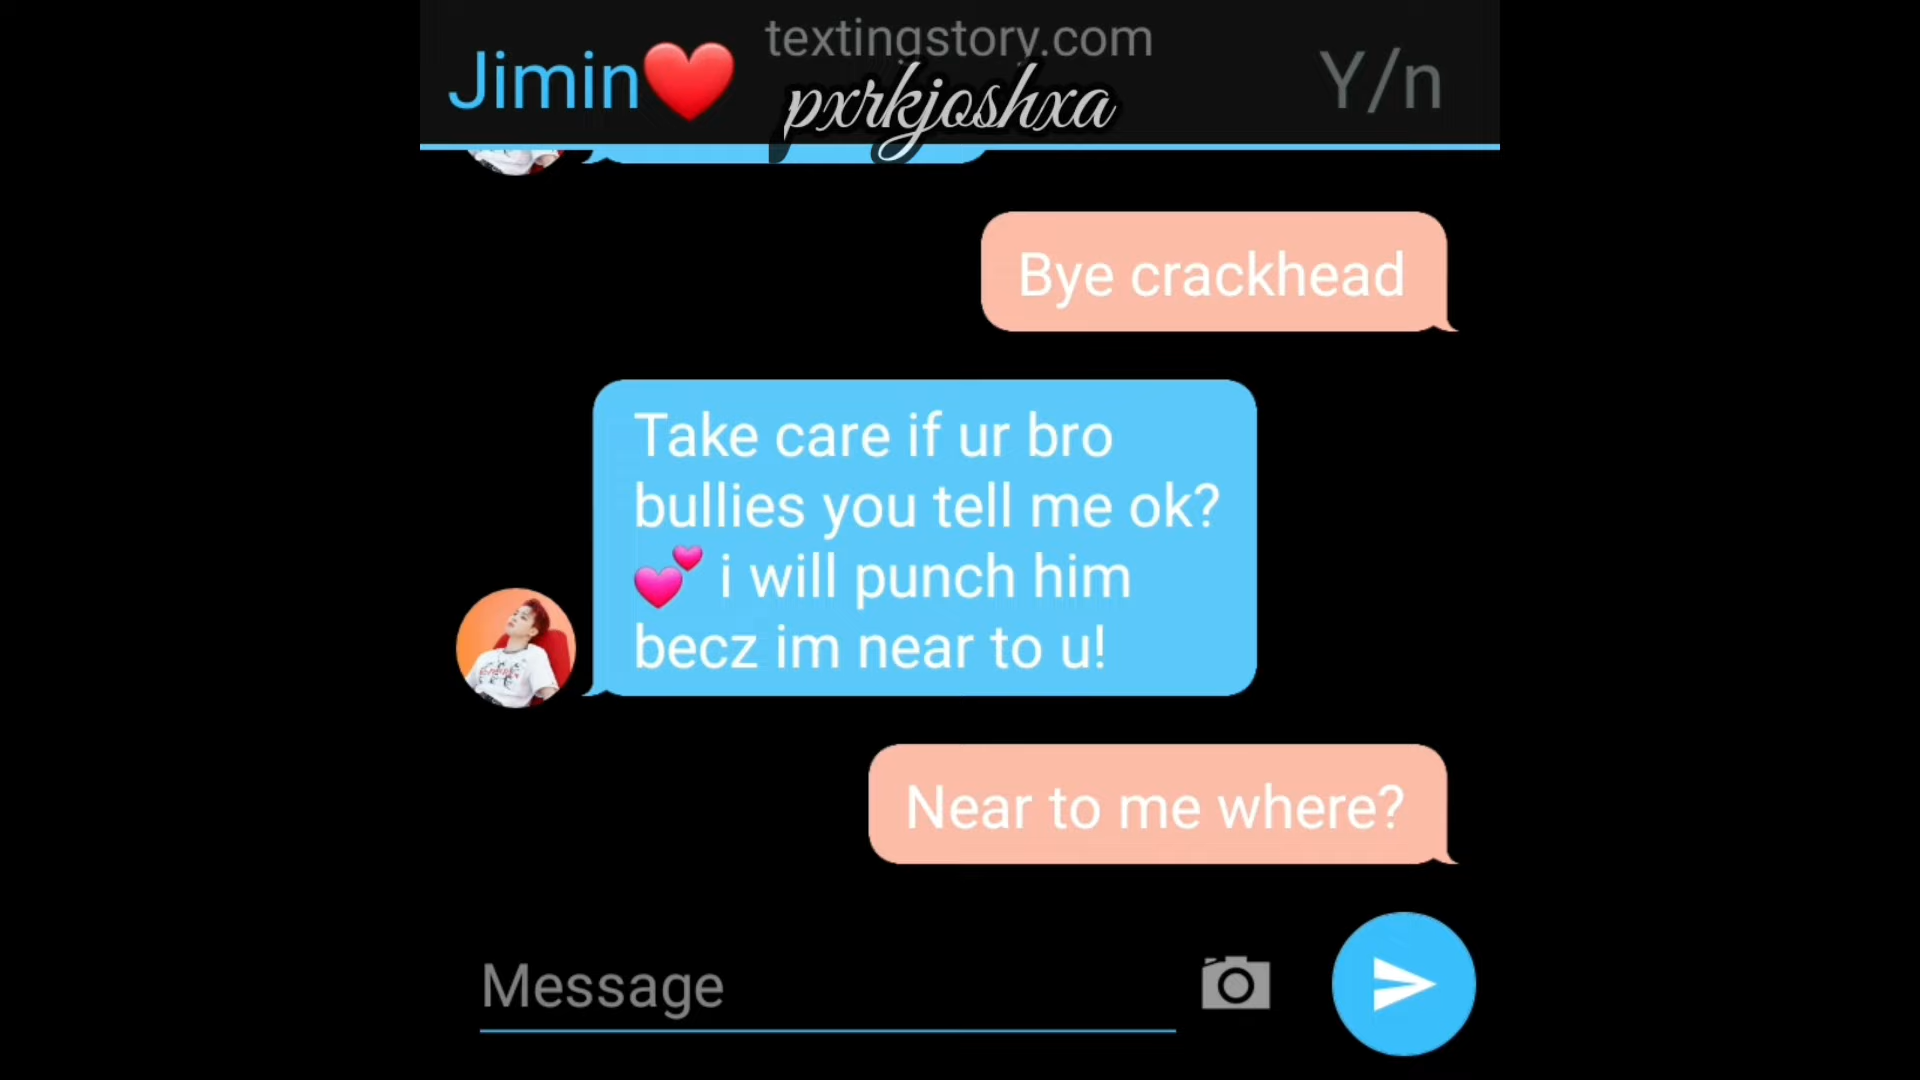 textingstory.com
Jimin❤️
pxrkjoshxa
Y/n
Bye crackhead
Take care if ur bro
bullies you tell me ok?
💕 i will punch him
becz im near to u!
Near to me where?
Message